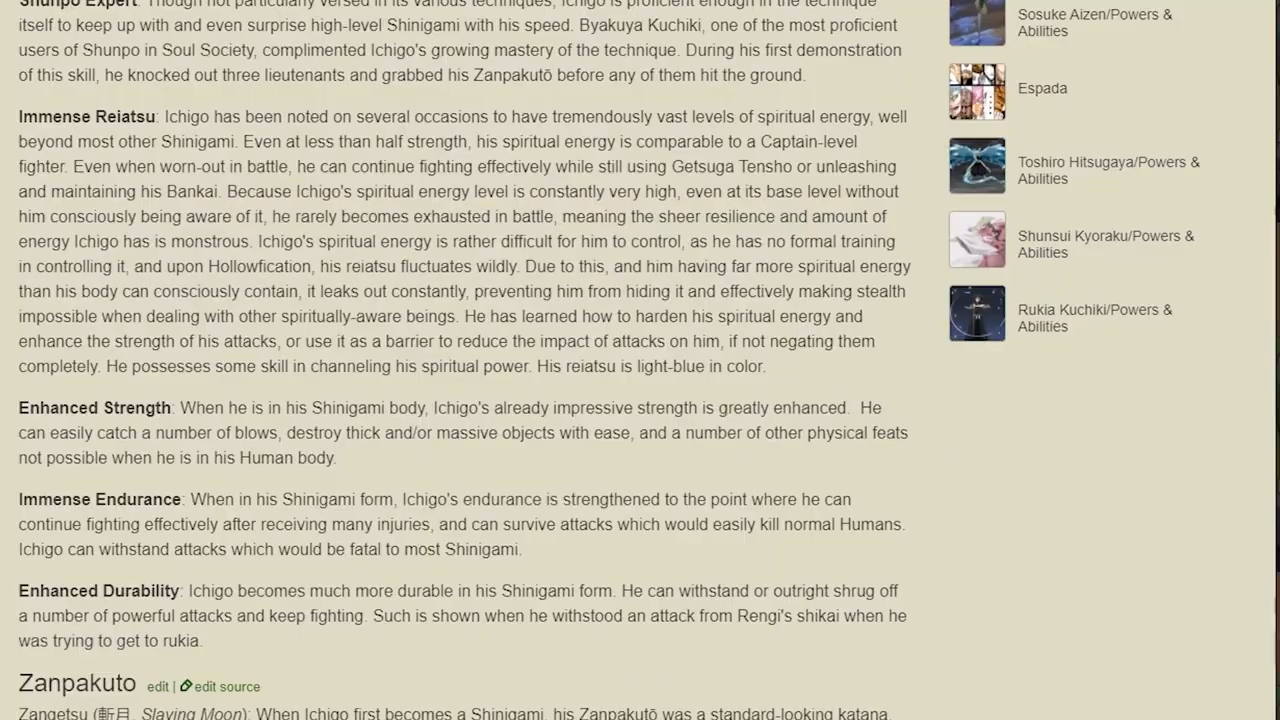 Shunpo Expert: Though not particularly versed in its various techniques, Ichigo is proficient enough in the technique
itself to keep up with and even surprise high-level Shinigami with his speed. Byakuya Kuchiki, one of the most proficient
users of Shunpo in Soul Society, complimented Ichigo's growing mastery of the technique. During his first demonstration
of this skill, he knocked out three lieutenants and grabbed his Zanpakutō before any of them hit the ground.
Immense Reiatsu: Ichigo has been noted on several occasions to have tremendously vast levels of spiritual energy, well
beyond most other Shinigami. Even at less than half strength, his spiritual energy is comparable to a Captain-level
fighter. Even when worn-out in battle, he can continue fighting effectively while still using Getsuga Tensho or unleashing
and maintaining his Bankai. Because Ichigo's spiritual energy level is constantly very high, even at its base level without
him consciously being aware of it, he rarely becomes exhausted in battle, meaning the sheer resilience and amount of
energy Ichigo has is monstrous. Ichigo's spiritual energy is rather difficult for him to control, as he has no formal training
in controlling it, and upon Hollowfication, his reiatsu fluctuates wildly. Due to this, and him having far more spiritual energy
than his body can consciously contain, it leaks out constantly, preventing him from hiding it and effectively making stealth
impossible when dealing with other spiritually-aware beings. He has learned how to harden his spiritual energy and
enhance the strength of his attacks, or use it as a barrier to reduce the impact of attacks on him, if not negating them
completely. He possesses some skill in channeling his spiritual power. His reiatsu is light-blue in color.
Enhanced Strength: When he is in his Shinigami body, Ichigo's already impressive strength is greatly enhanced. He
can easily catch a number of blows, destroy thick and/or massive objects with ease, and a number of other physical feats
not possible when he is in his Human body.
Immense Endurance: When in his Shinigami form, Ichigo's endurance is strengthened to the point where he can
continue fighting effectively after receiving many injuries, and can survive attacks which would easily kill normal Humans.
Ichigo can withstand attacks which would be fatal to most Shinigami.
Enhanced Durability: Ichigo becomes much more durable in his Shinigami form. He can withstand or outright shrug off
a number of powerful attacks and keep fighting. Such is shown when he withstood an attack from Rengi's shikai when he
was trying to get to rukia.
Zanpakuto edit | edit source
Zangetsu (斬月, Slaying Moon): When Ichigo first becomes a Shinigami, his Zanpakutō was a standard-looking katana.
Sosuke Aizen/Powers &
Abilities
Espada
Toshiro Hitsugaya/Powers &
Abilities
Shunsui Kyoraku/Powers &
Abilities
Rukia Kuchiki/Powers &
Abilities